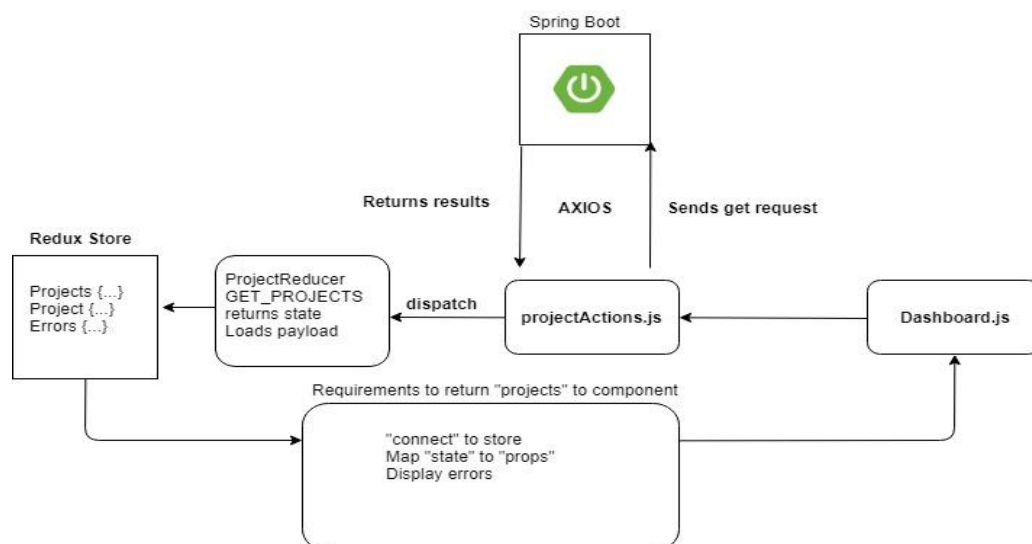 Spring Boot
Returns results
AXIOS
Sends get request
Redux Store
Projects {...}
Project {...}
Errors {...}
ProjectReducer
GET_PROJECTS
returns state
Loads payload
dispatch
projectActions.js
Dashboard.js
Requirements to return "projects" to component
"connect" to store
Map "state" to "props"
Display errors